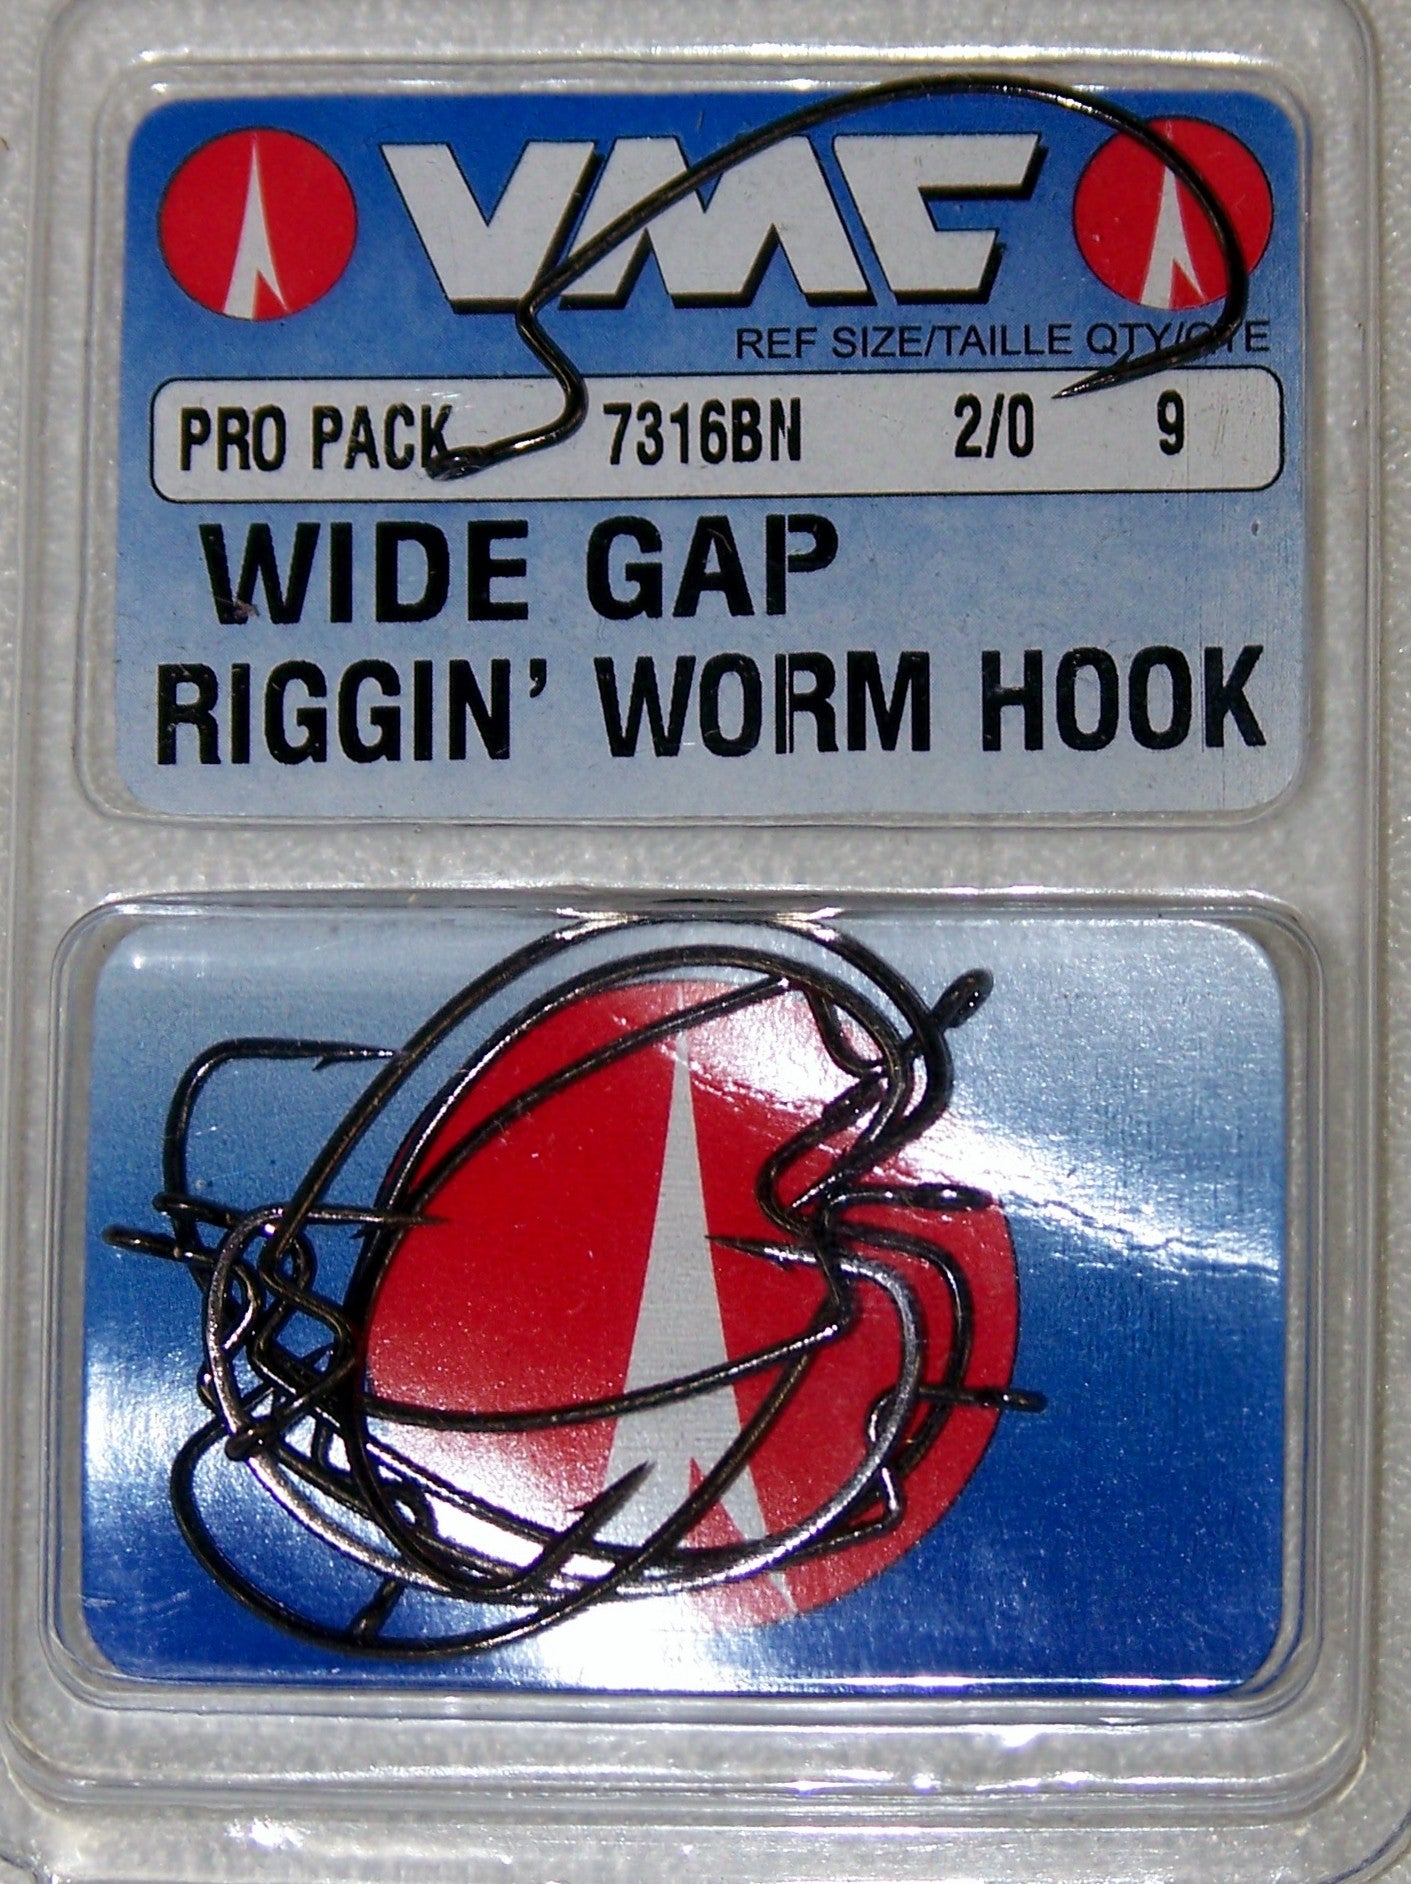 VMC
REF SIZE/TAILLE QTY/QTE
PRO PACK 7316BN 2/0 9
WIDE GAP
RIGGIN' WORM HOOK